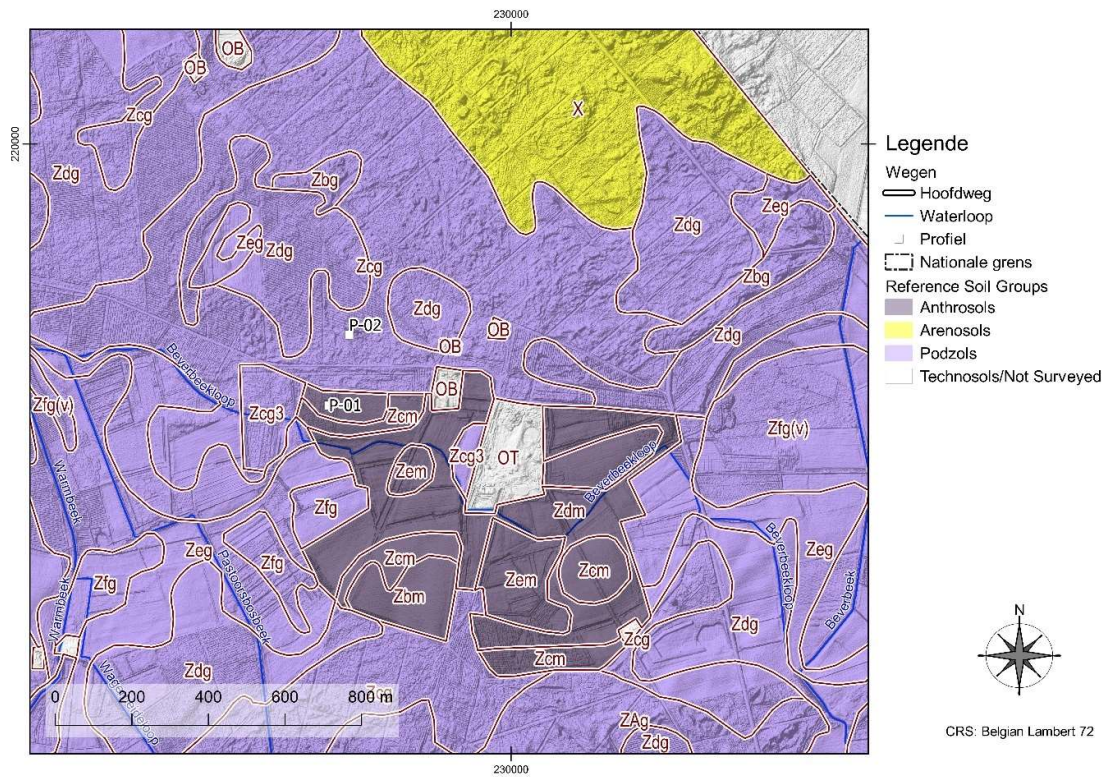 230000
OB
OB
X
Zcg
220000
Zdg
Zbg
Zeg
Zdg
Zeg
Zdg
Zcg
Zbg
Zdg
P-02
OB
OB
Zdg
Beverbeekloop
OB
Zfg(v)
Zcg3
P-01
Zcm
Zfg(v)
Zcg3
OT
Zem
Beverbeekloop
Warmbeek
Zfg
Zdm
Zeg
Zfg
Zcm
Zem
Zcm
Zeg
Zfg
Pastoorsbosbeek
Zbm
Beverbeekloop
Beverbeek
Warmbeek
Zdg
Zcg
Zcm
Zdg
0 200 400 600 800 m
ZAg
Zdg
230000
Legende
Wegen
Hoofdweg
Waterloop
Profiel
Nationale grens
Reference Soil Groups
Anthrosols
Arenosols
Podzols
Technosols/Not Surveyed
N
CRS: Belgian Lambert 72